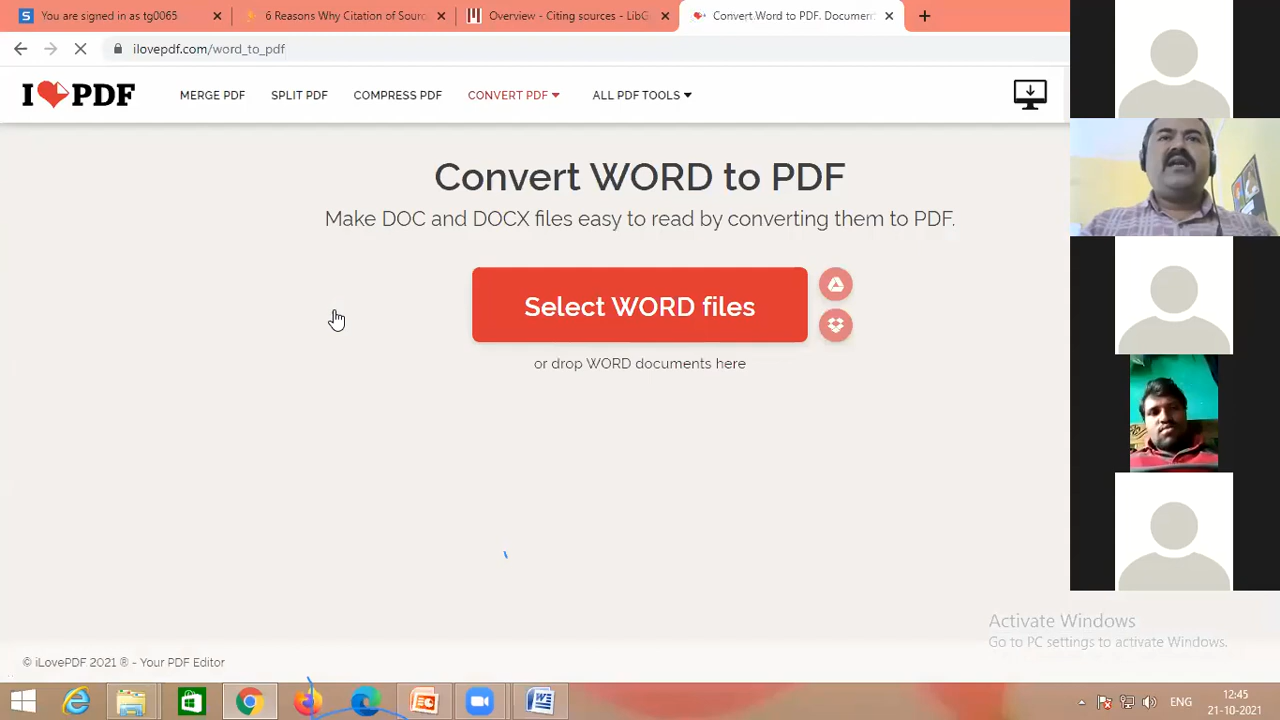 You are signed in as tg0065
6 Reasons Why Citation of Sourc
Overview - Citing sources - LibG
Convert Word to PDF. Documen
ilovepdf.com/word_to_pdf
I PDF
MERGE PDF
SPLIT PDF
COMPRESS PDF
CONVERT PDF
ALL PDF TOOLS
Convert WORD to PDF
Make DOC and DOCX files easy to read by converting them to PDF.
Select WORD files
or drop WORD documents here
Activate Windows
Go to PC settings to activate Windows.
© iLovePDF 2021 ® - Your PDF Editor
ENG
12:45
21-10-2021